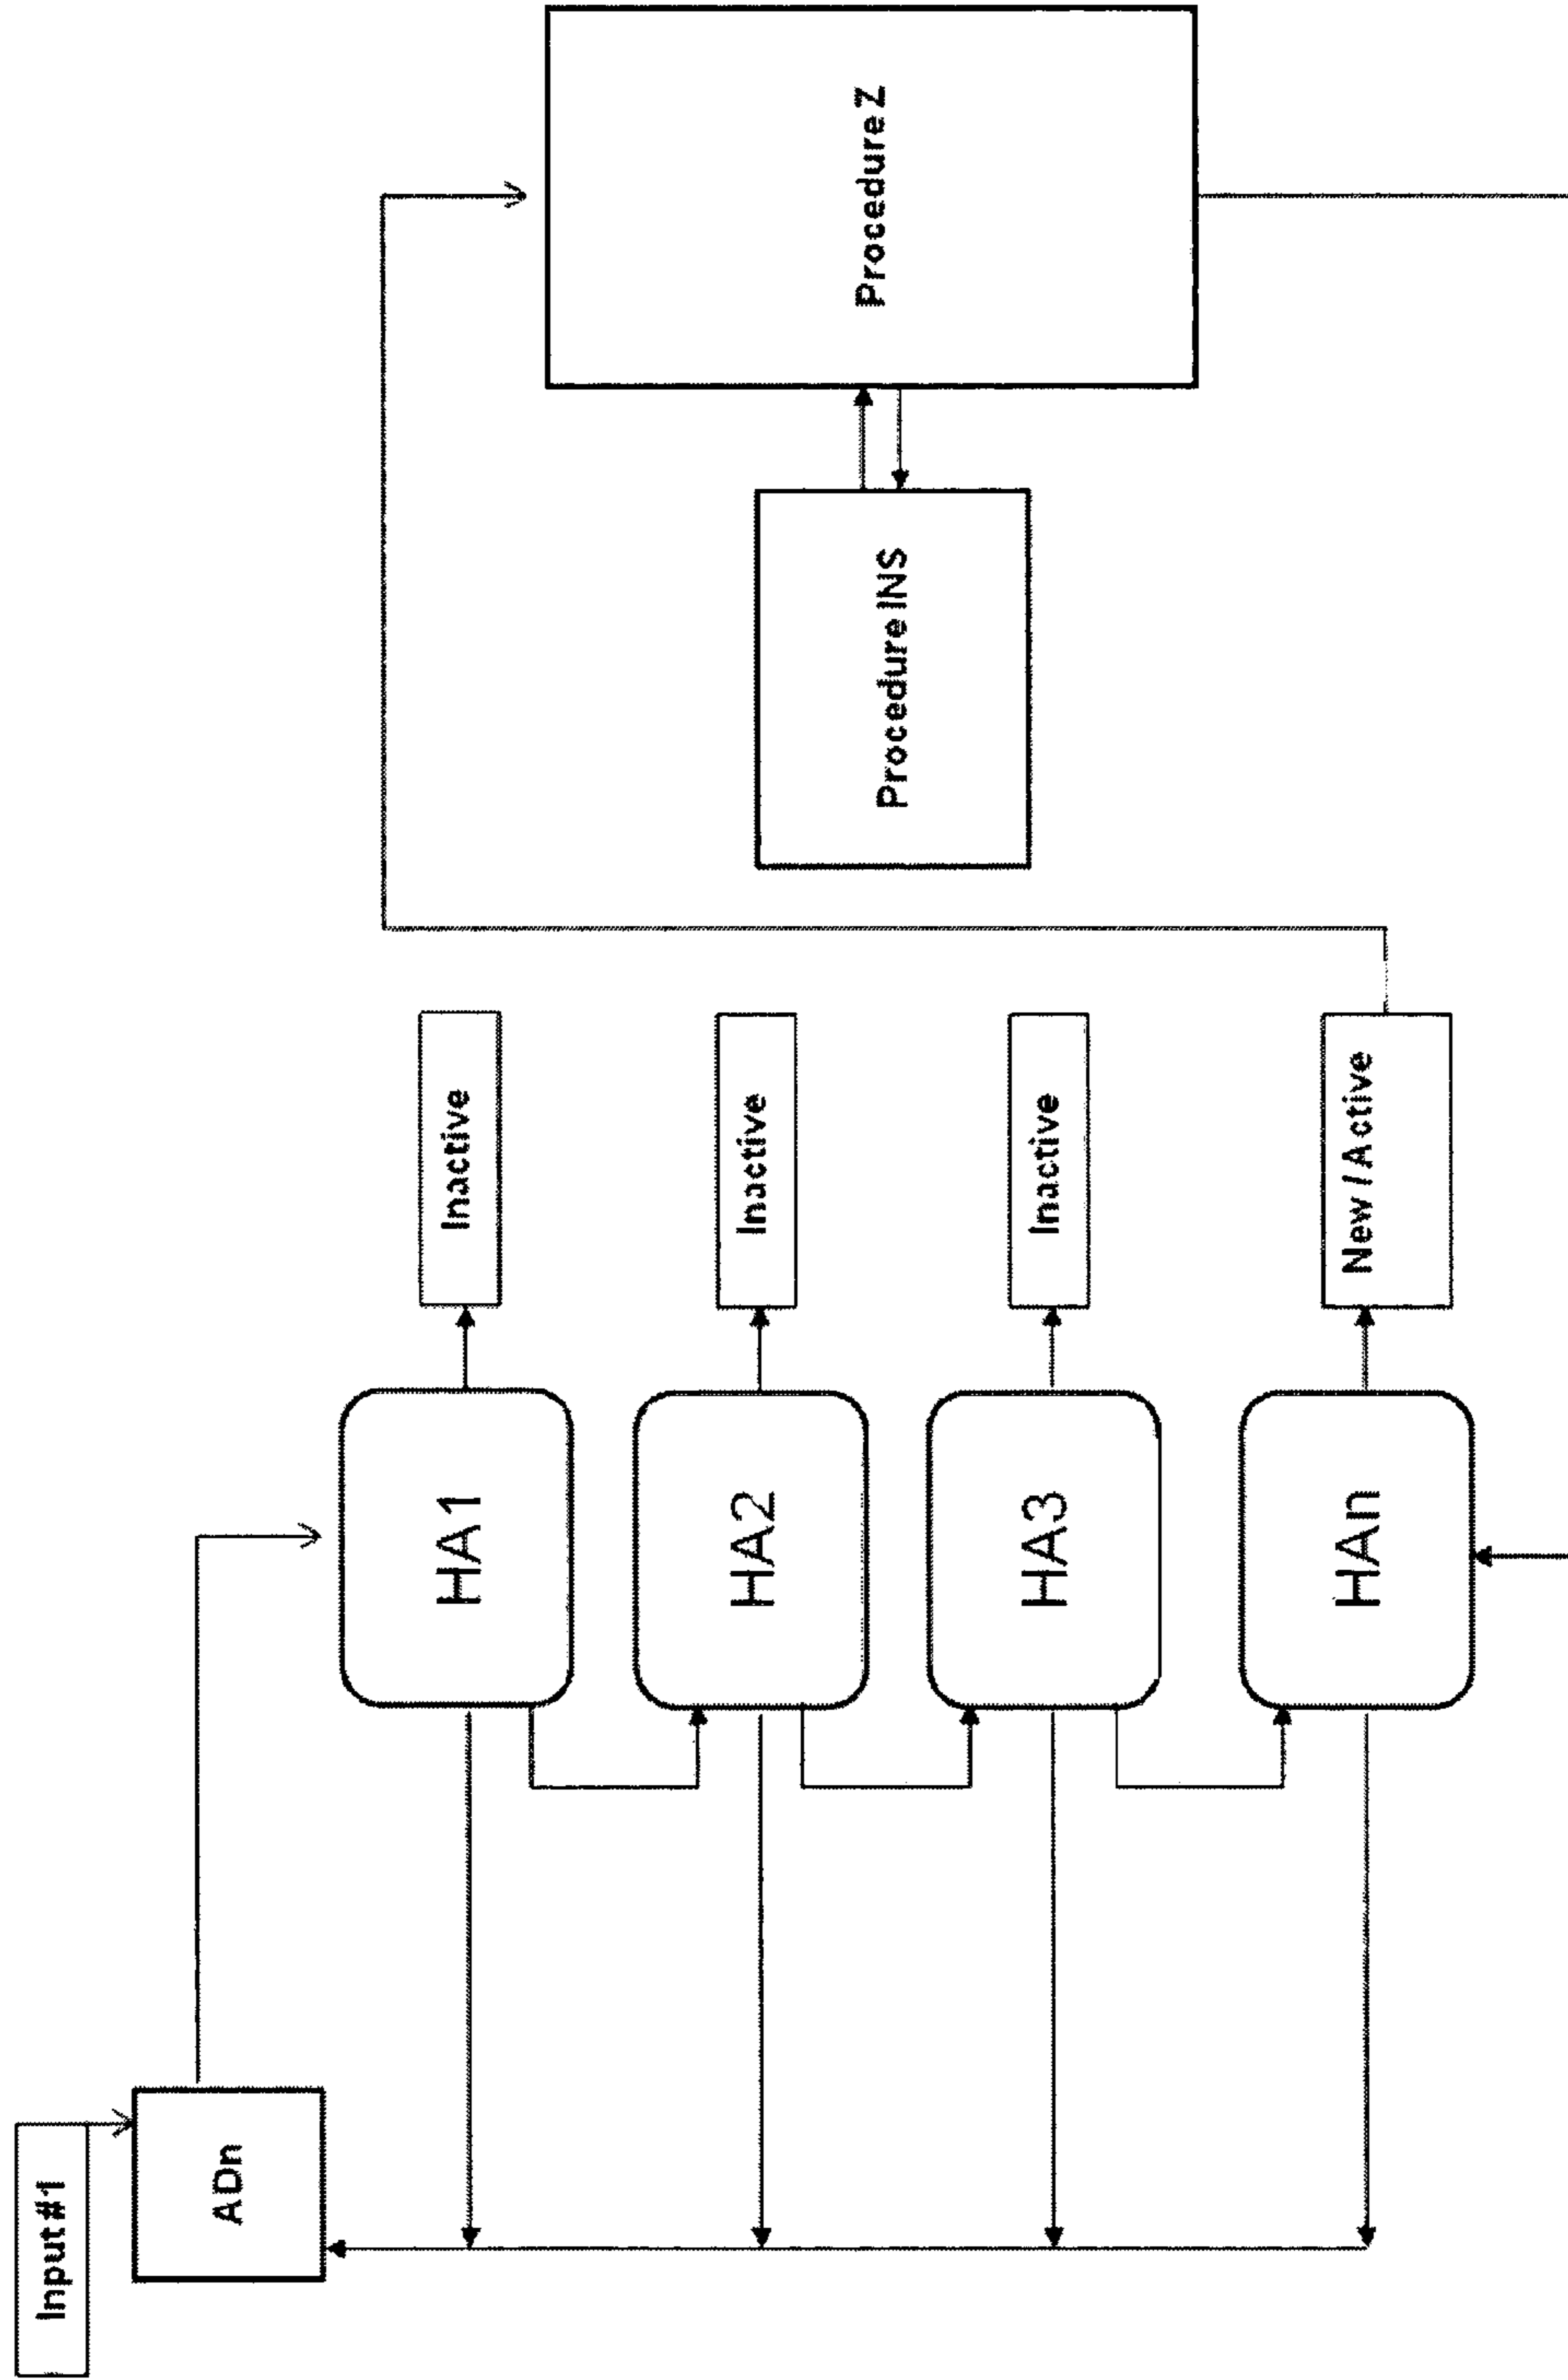 Input#1
ADn
HA1
Inactive
HA2
Inactive
HA3
Inactive
HAn
New / Active
Procedure INS
Procedure Z